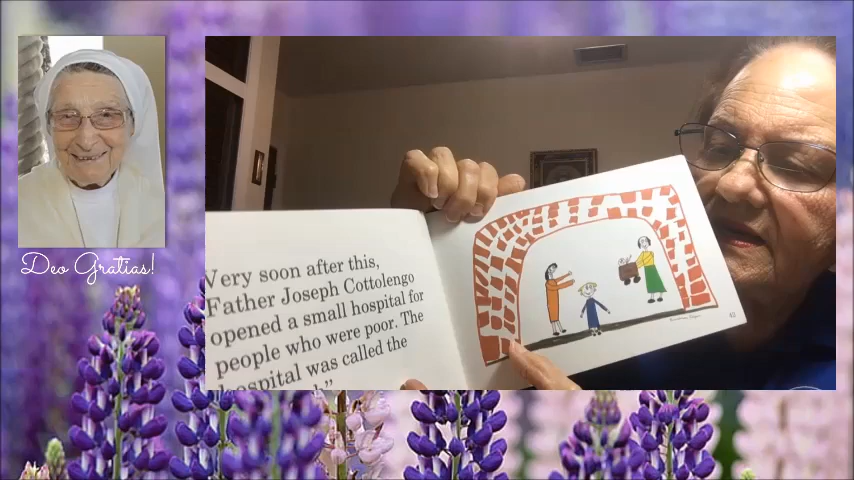 Deo Gratias!
Very soon after this,
Father Joseph Cottolengo
opened a small hospital for
people who were poor. The
hospital was called the
42